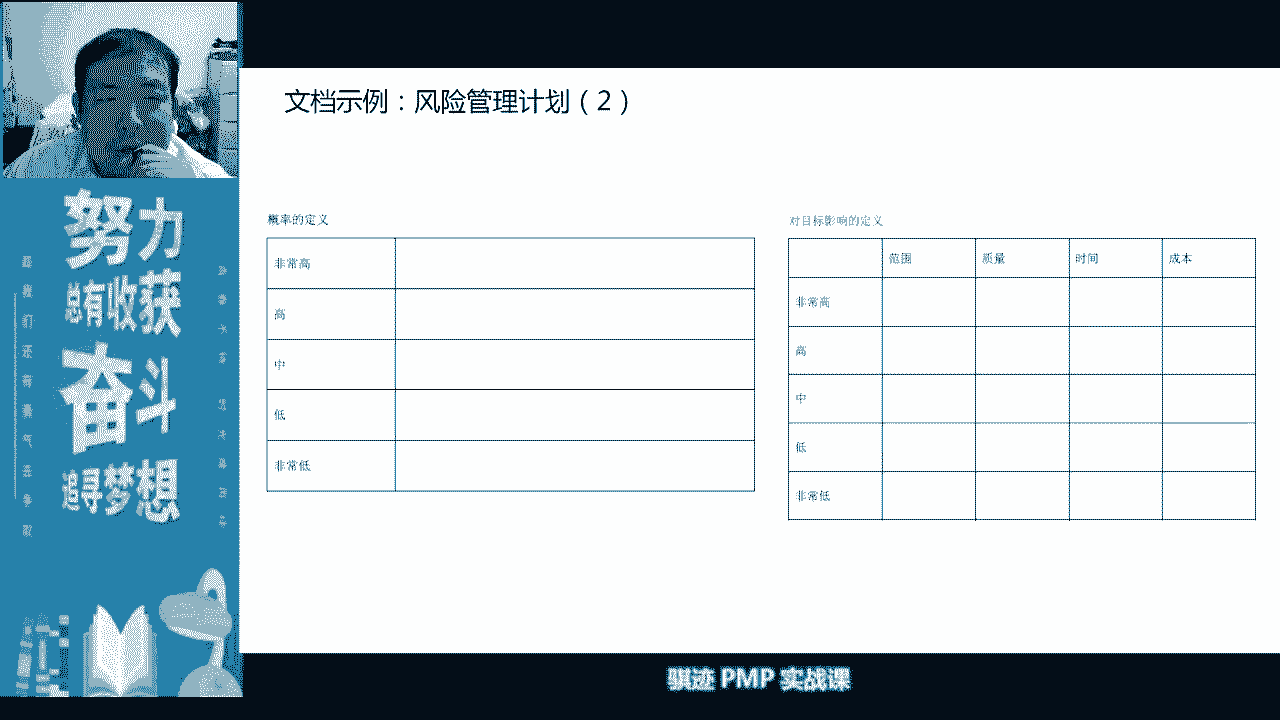 文档示例：风险管理计划（2）
努力
总有收获
奋斗
追寻梦想
概率的定义
非常高
高
中
低
非常低
对目标影响的定义
范围 质量 时间 成本
非常高
高
中
低
非常低
骐迹 PMP 实战课